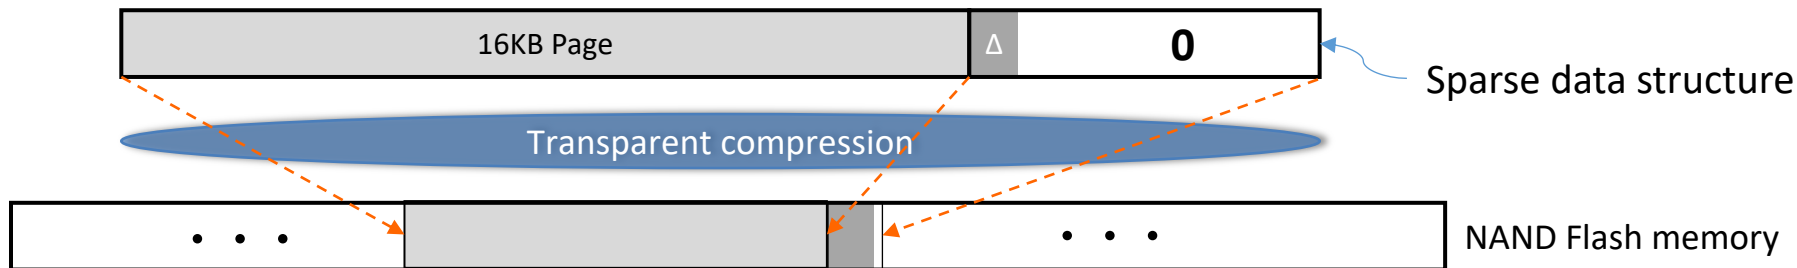 16KB Page
Δ
0
Sparse data structure
Transparent compression
• • •
• • •
NAND Flash memory